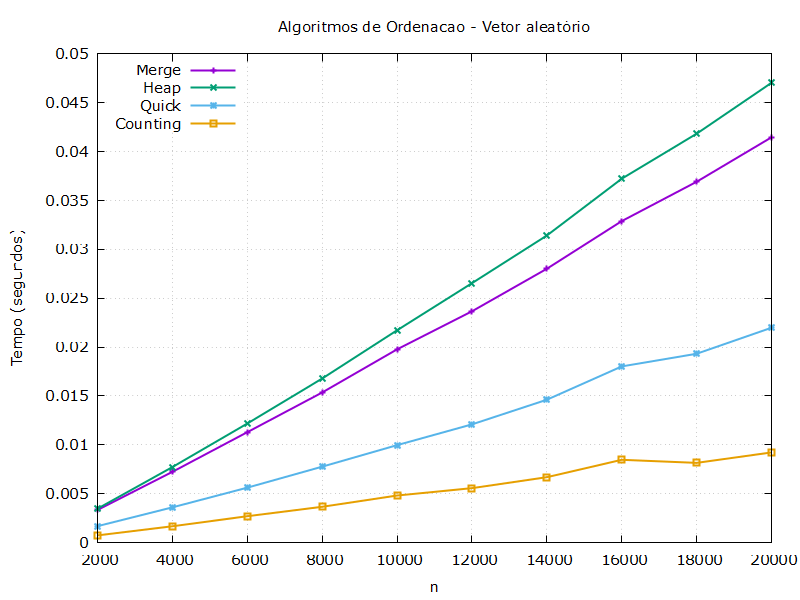 Algoritmos de Ordenacao - Vetor aleatório
0.05
0.045
0.04
0.035
0.03
0.025
0.02
0.015
0.01
0.005
0
Tempo (segundos)
Merge
Heap
Quick
Counting
2000 4000 6000 8000 10000 12000 14000 16000 18000 20000
n